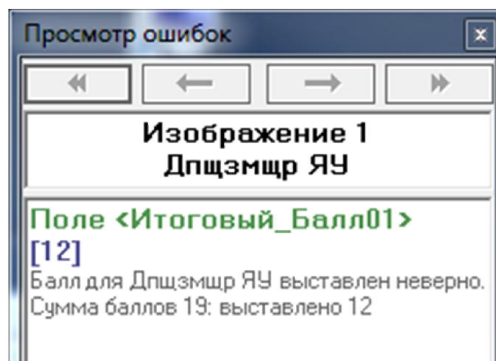 Просмотр ошибок
Изображение 1
Дпщзмщр ЯУ
Поле <Итоговый_Балл01>
[12]
Балл для Дпщзмщр ЯУ выставлен неверно.
Сумма баллов 19: выставлено 12